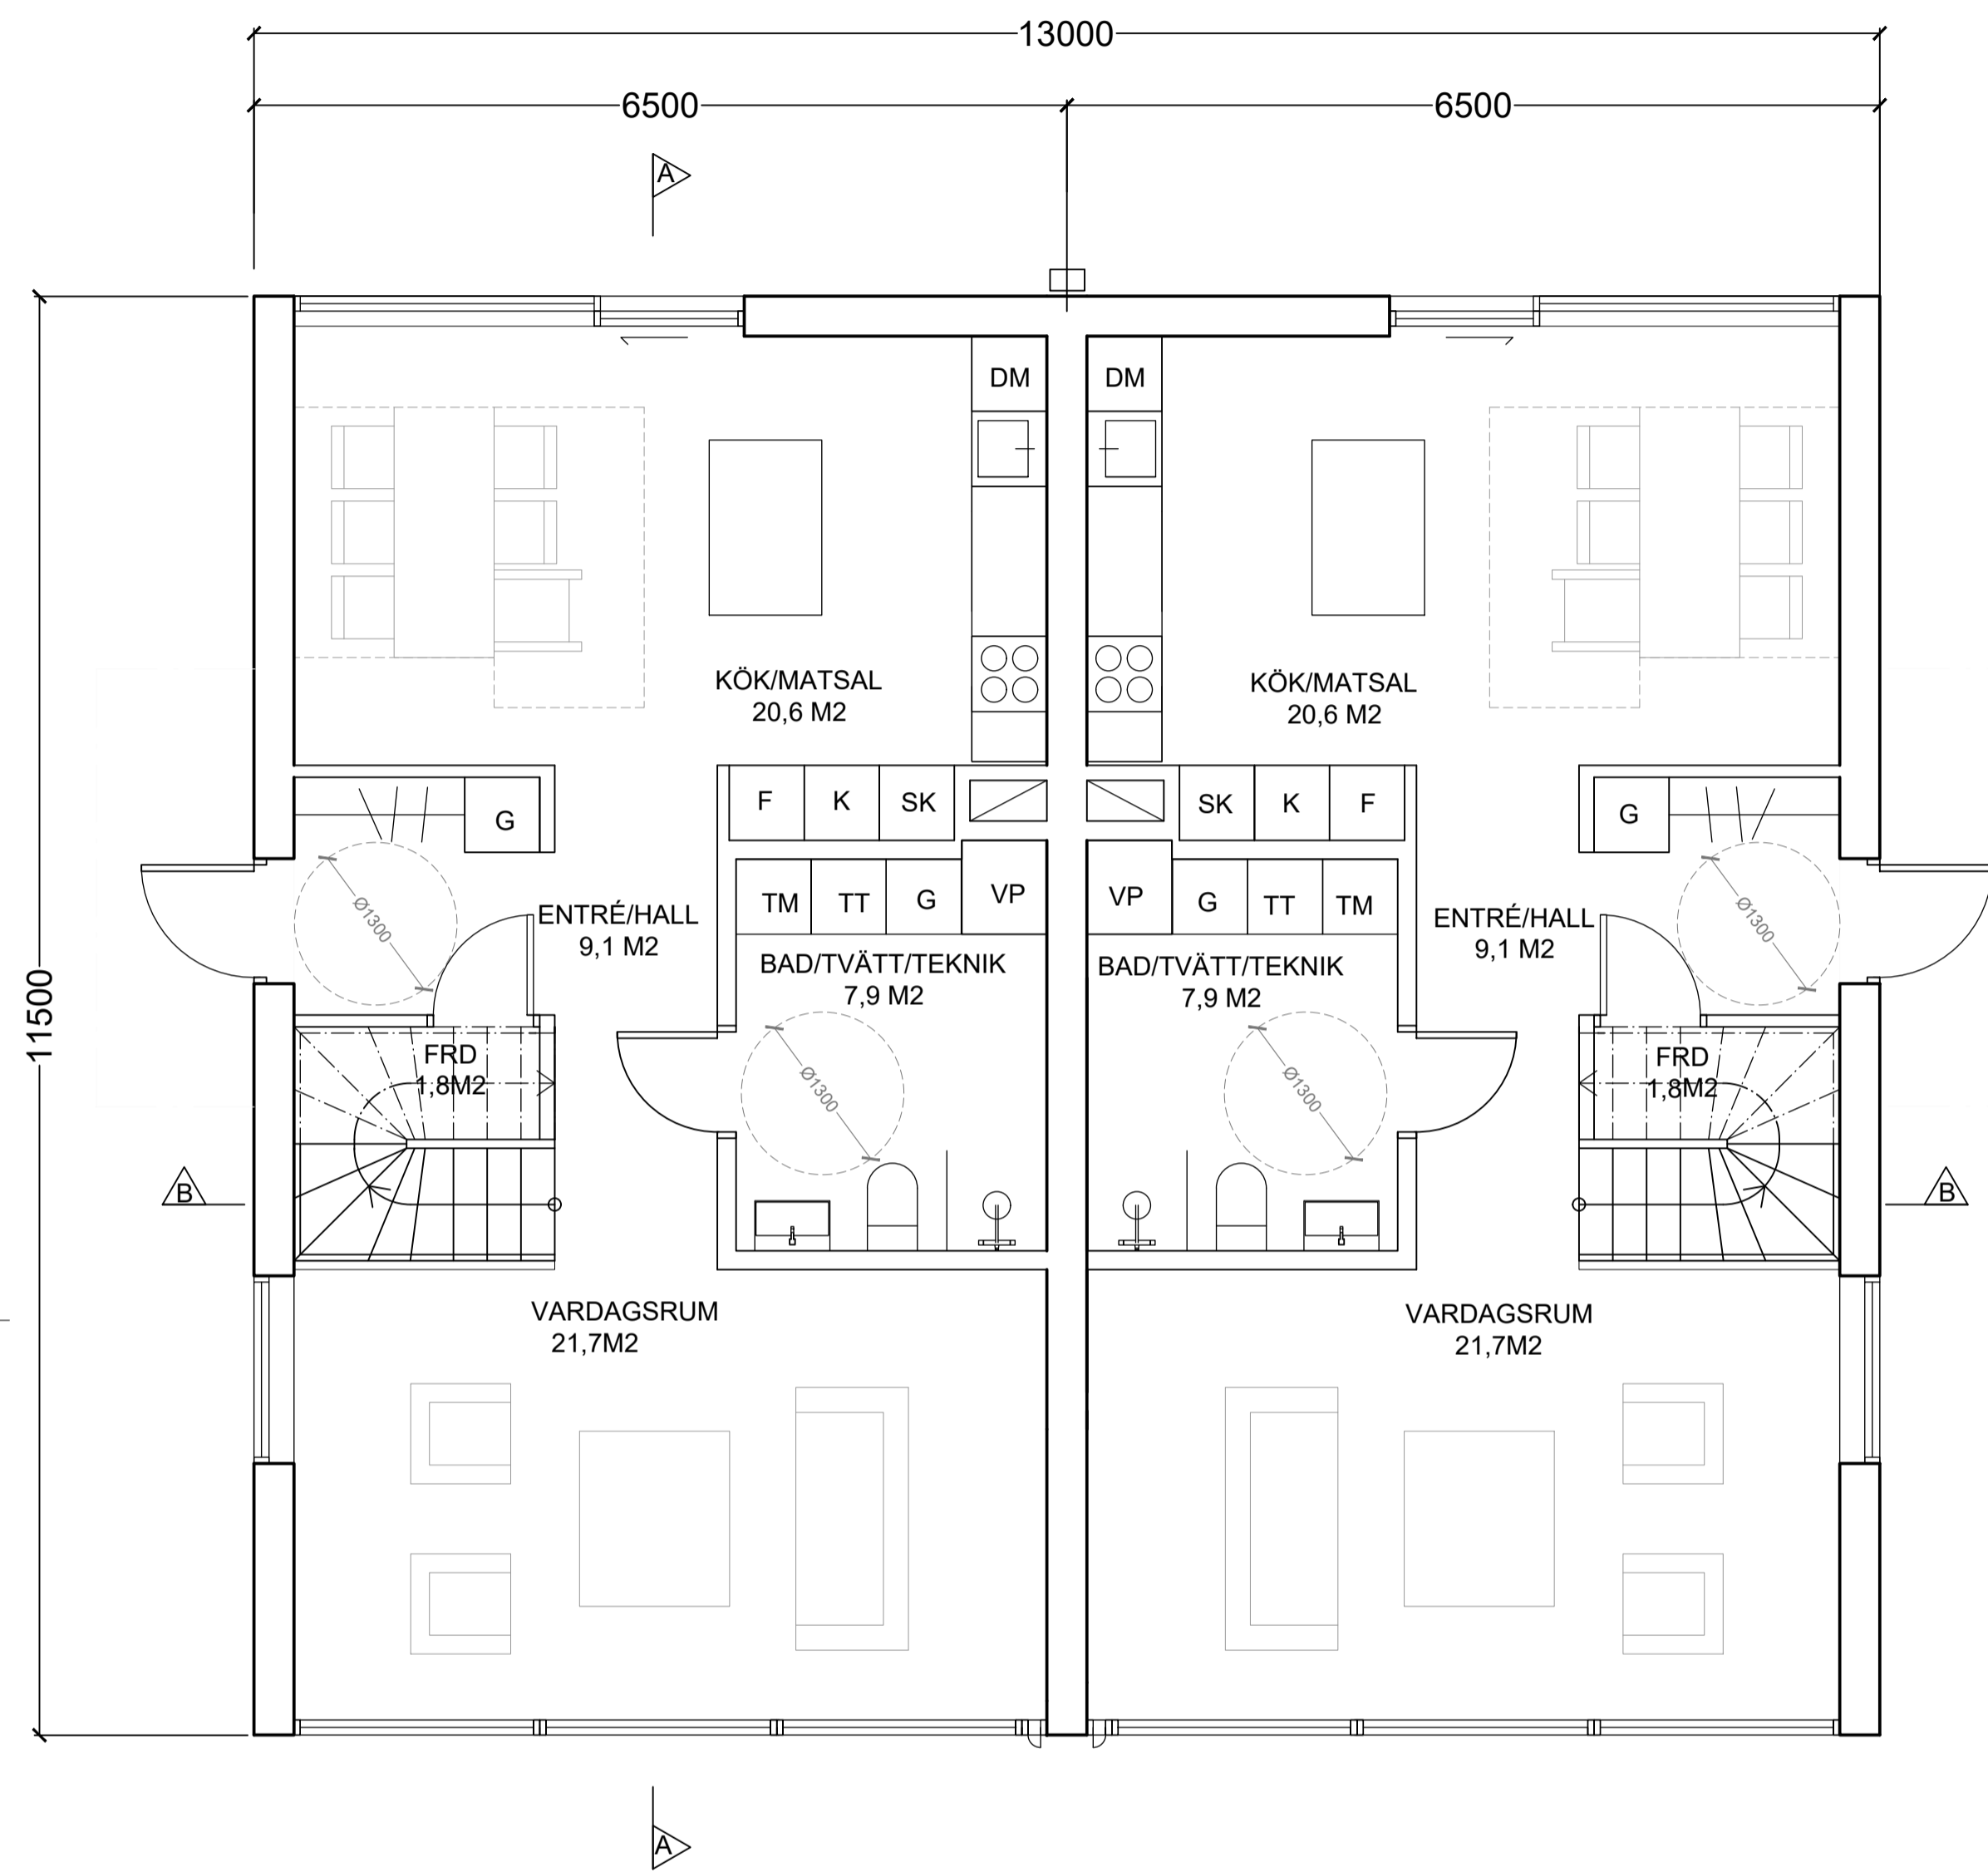 13000
6500
6500
A
11500
DM
DM
KÖK/MATSAL
20,6 M2
KÖK/MATSAL
20,6 M2
G
F
K
SK
SK
K
F
G
TM
TT
G
VP
VP
G
TT
TM
Ø1300
ENTRÉ/HALL
9,1 M2
ENTRÉ/HALL
9,1 M2
Ø1300
BAD/TVÄTT/TEKNIK
7,9 M2
BAD/TVÄTT/TEKNIK
7,9 M2
FRD
1,8M2
Ø1300
Ø1300
FRD
1,8M2
B
B
VARDAGSRUM
21,7M2
VARDAGSRUM
21,7M2
A